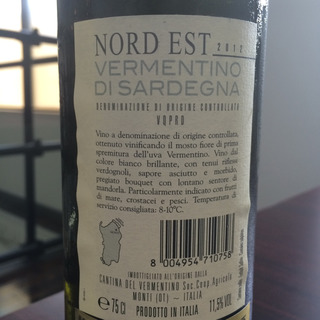 NORD EST 2012
VERMENTINO
DI SARDEGNA
DENOMINAZIONE DI ORIGINE CONTROLLATA
VQPRD
Vino a denominazione di origine controllata,
ottenuto vinificando il mosto fiore di prima
spremitura dell'uva Vermentino. Vino dal
colore bianco brillante, con tenui riflessi
verdognoli, sapore asciutto e morbido,
pregiato bouquet con lontano sentore di
mandorla. Particolarmente indicato con frutti
di mare, crostacei e pesci. Temperatura di
servizio consigliata: 8-10°C.
8 004954 710758
IMBOTTIGLIATO ALL'ORIGINE DALLA
CANTINA DEL VERMENTINO Soc. Coop. Agricola
MONTI (OT) - ITALIA
e 75 Cl PRODOTTO IN ITALIA 11,5% VOL